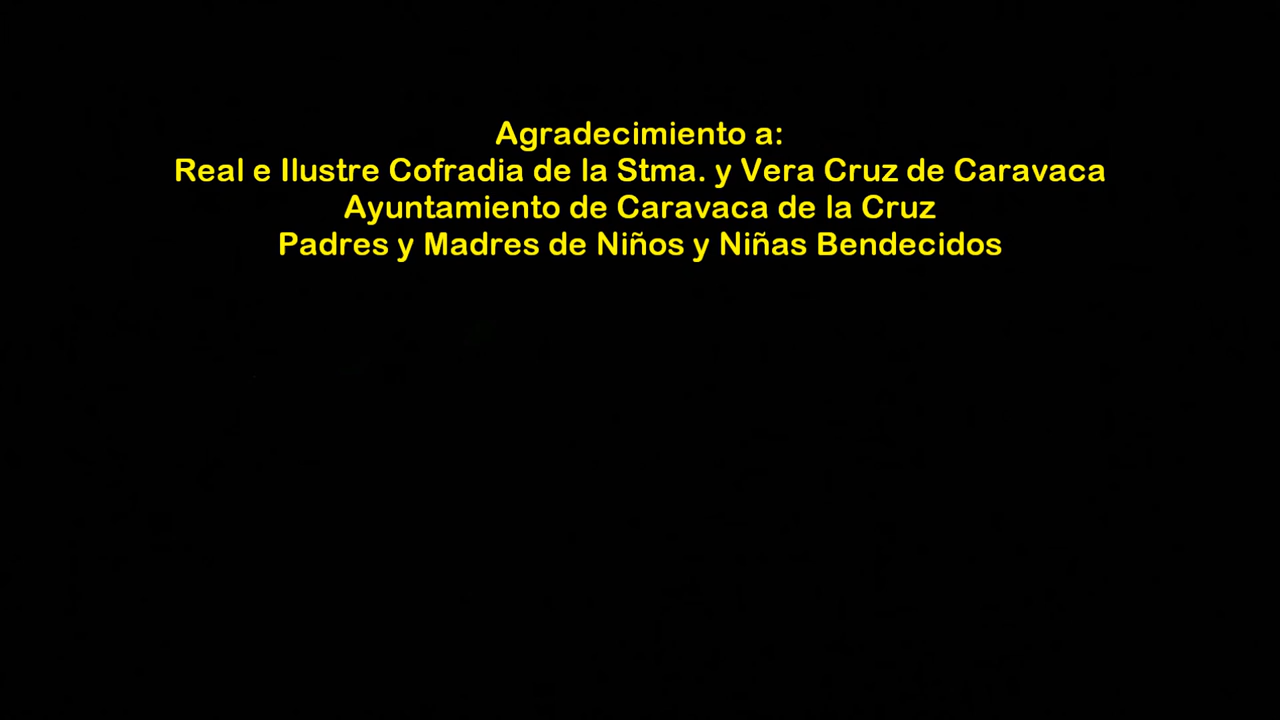 Agradecimiento a:
Real e Ilustre Cofradia de la Stma. y Vera Cruz de Caravaca
Ayuntamiento de Caravaca de la Cruz
Padres y Madres de Niños y Niñas Bendecidos